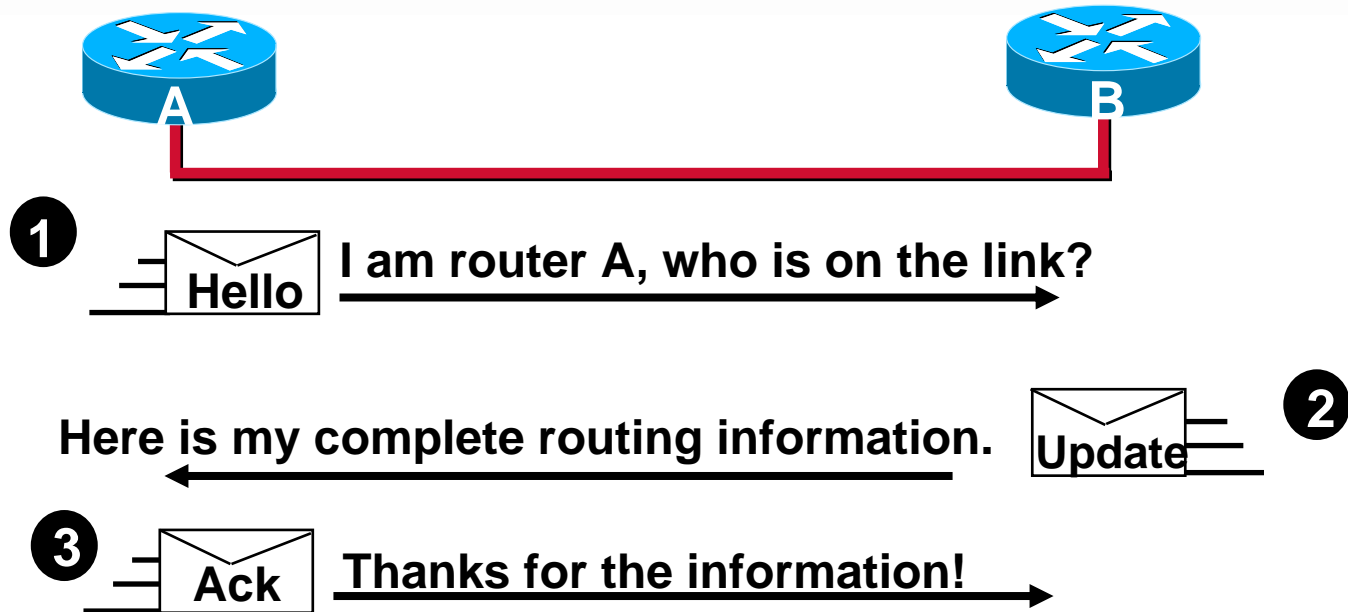 A
B
1
I am router A, who is on the link?
Hello
2
Here is my complete routing information.
Update
3
Thanks for the information!
Ack